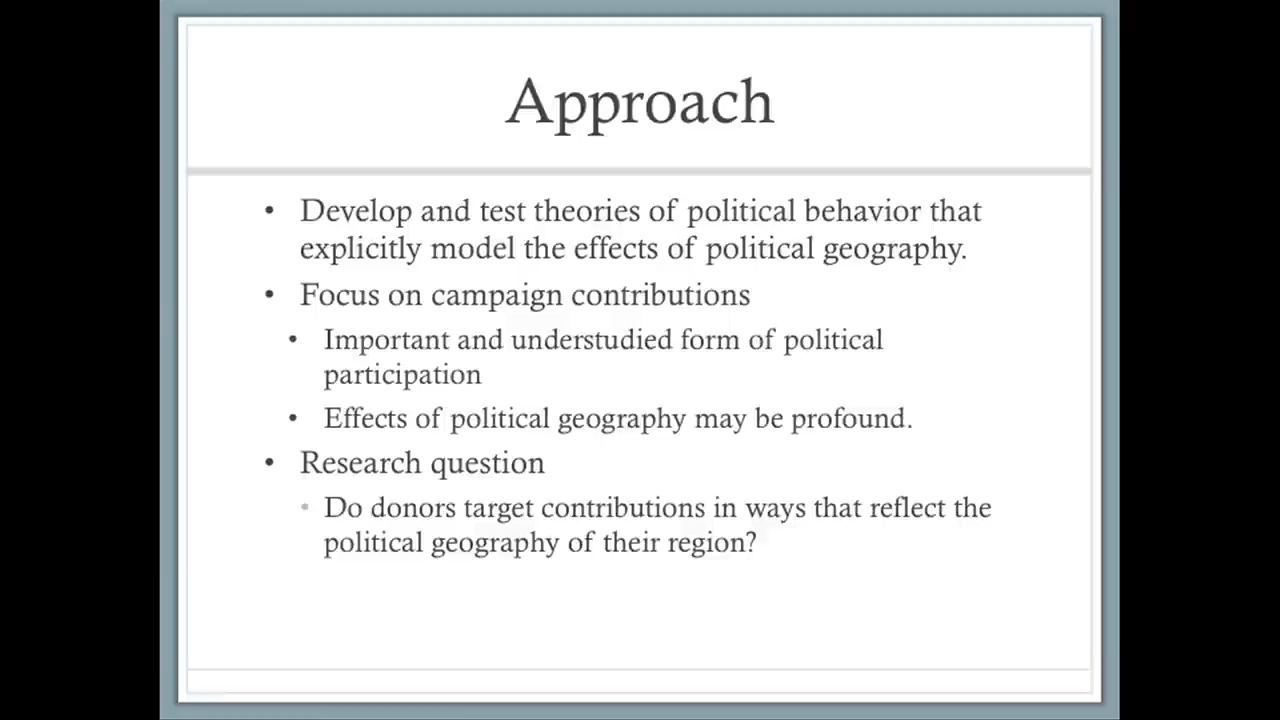 Approach
• Develop and test theories of political behavior that
explicitly model the effects of political geography.
• Focus on campaign contributions
• Important and understudied form of political
participation
• Effects of political geography may be profound.
• Research question
• Do donors target contributions in ways that reflect the
political geography of their region?